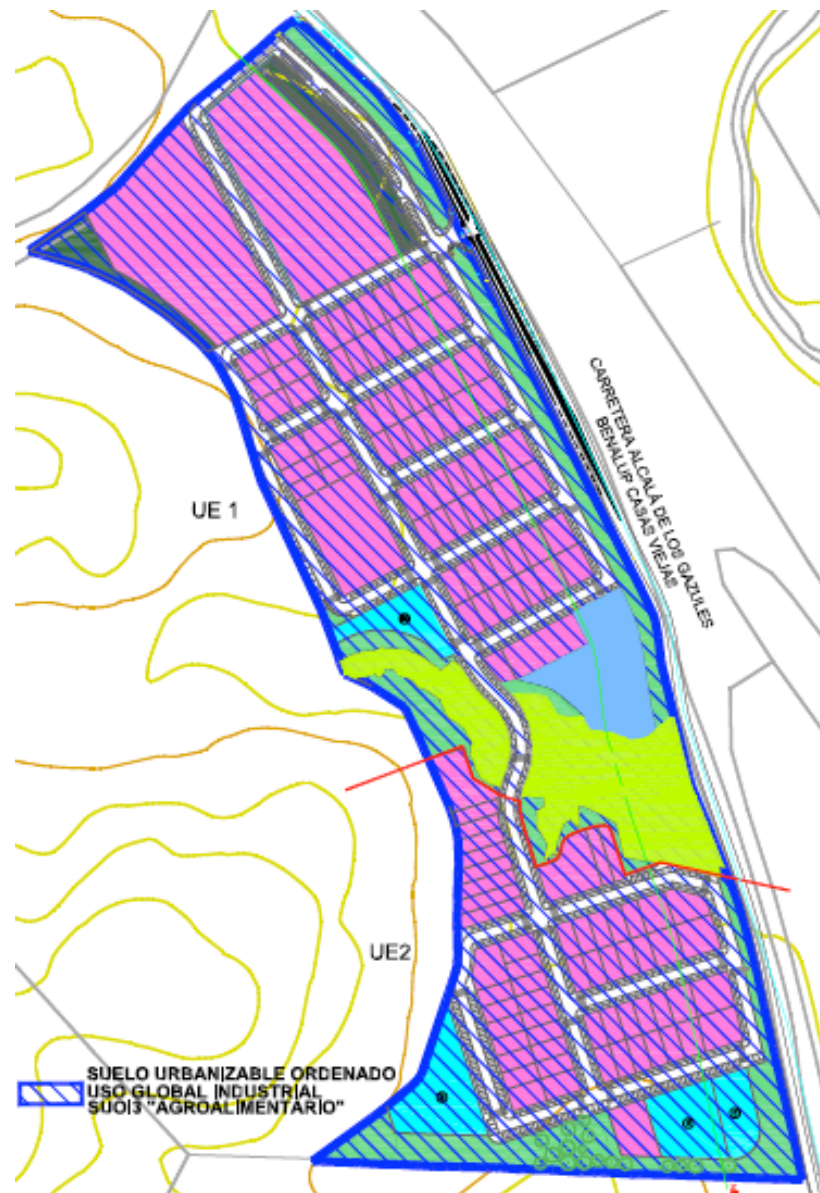 CARRETERA ALCALÁ DE LOS GAZULES
BENALUP CASAS VIEJAS
UE 1
UE2
SUELO URBANIZABLE ORDENADO
USO GLOBAL INDUSTRIAL
SUOI3 "AGROALIMENTARIO"